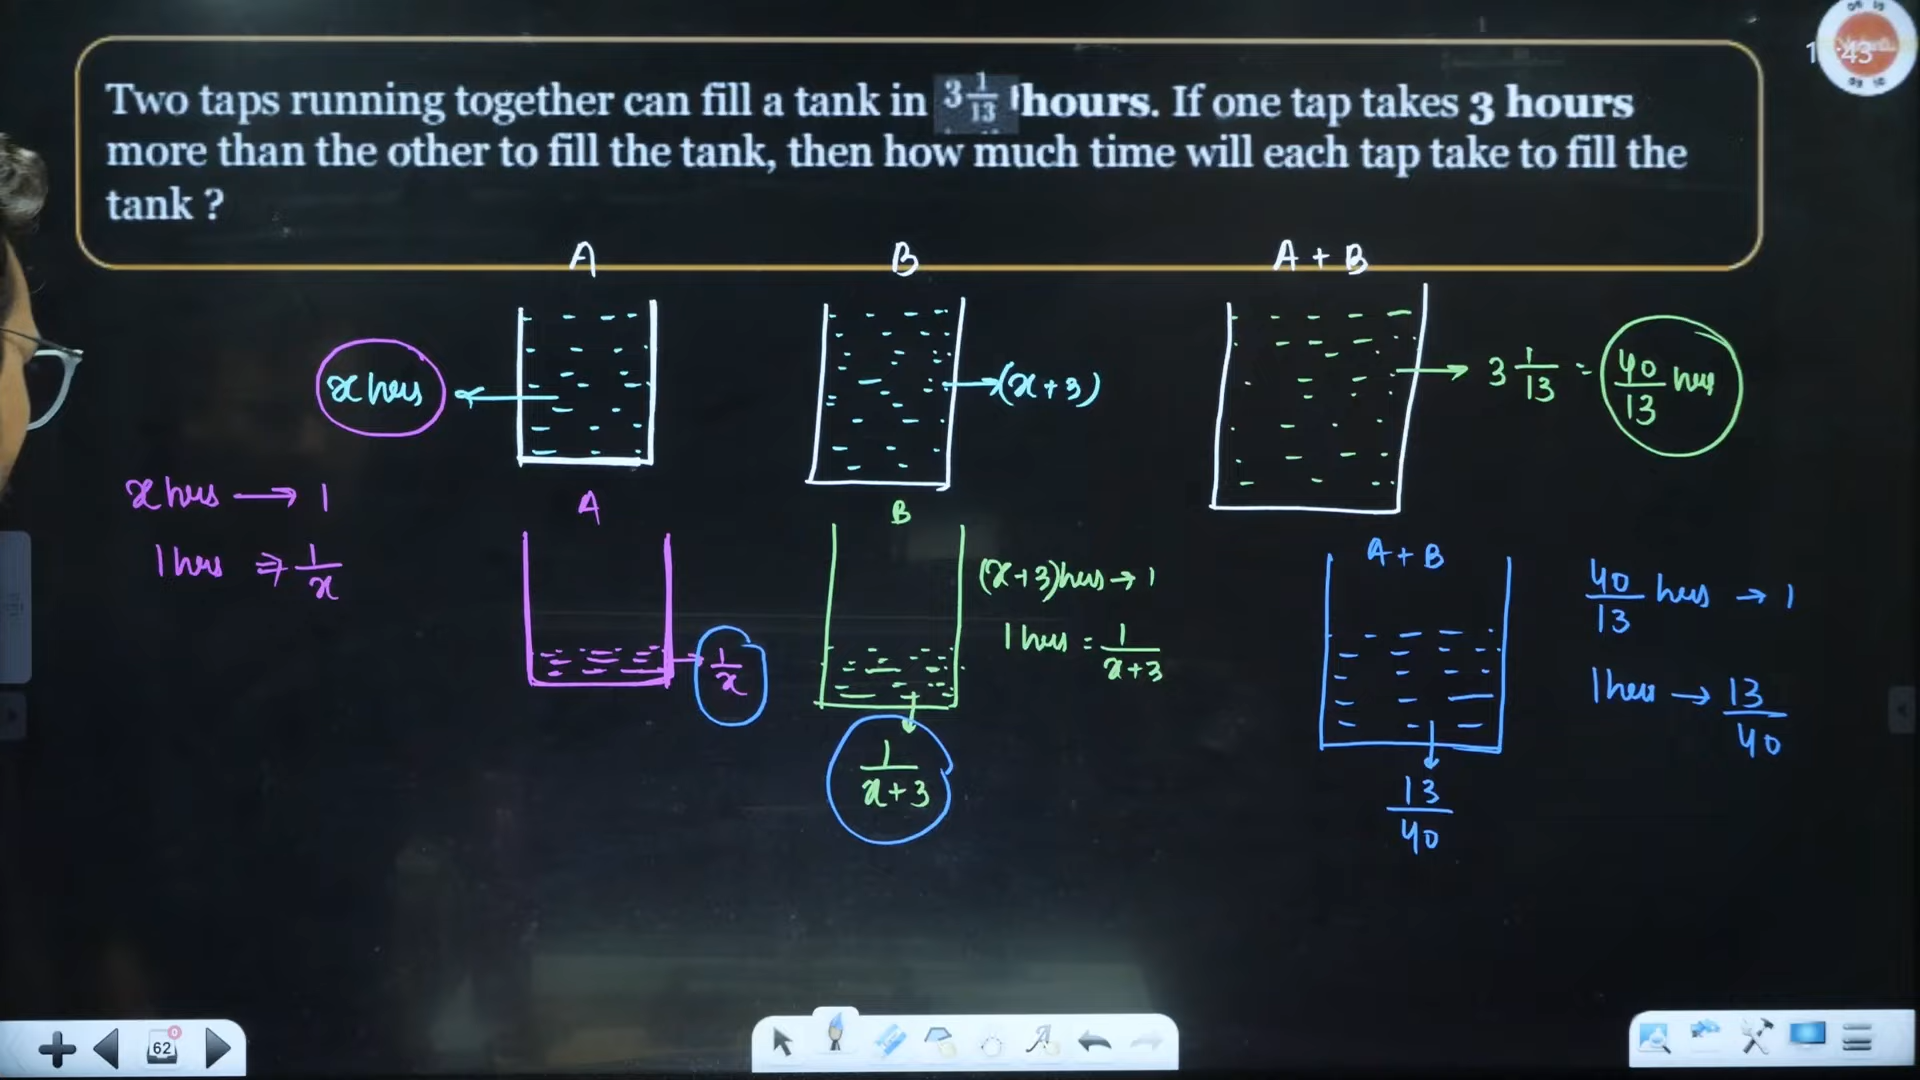 Two taps running together can fill a tank in 3 1/13 hours. If one tap takes 3 hours
more than the other to fill the tank, then how much time will each tap take to fill the
tank ?
A
B
A + B
x hrs
(x+3)
3 1/13 = 40/13 hrs
x hrs → 1
1 hrs ⇒ 1/x
A
1/x
B
(x+3) hrs → 1
1 hrs = 1/x+3
1/x+3
A + B
40/13 hrs → 1
1 hrs → 13/40
13/40
62
0